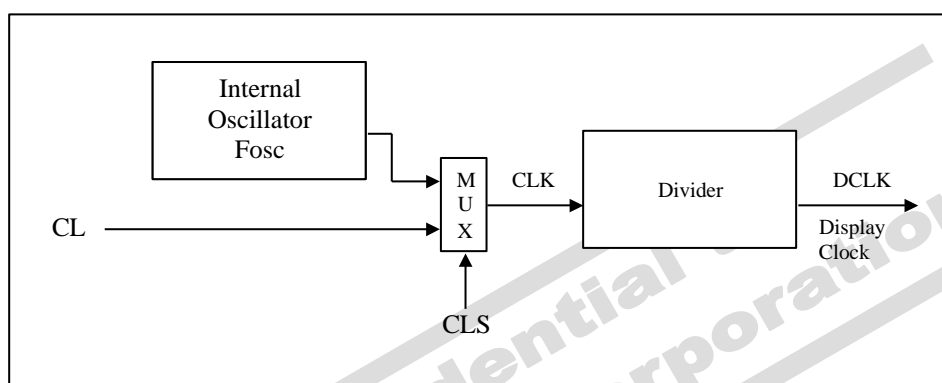 Internal
Oscillator
Fosc
M
U
X
CLK
Divider
DCLK
Display
Clock
CL
CLS